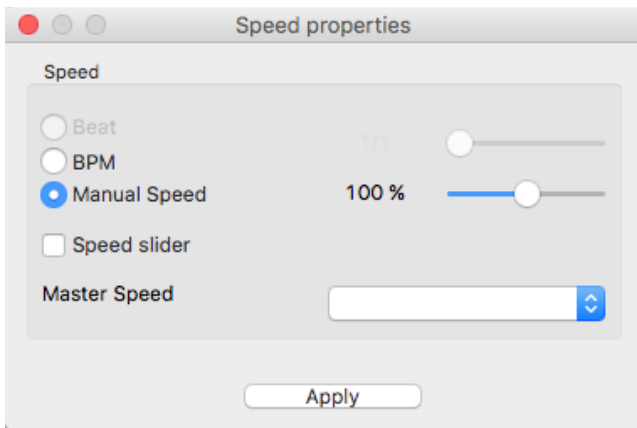 Speed properties
Speed
Beat
1/1
BPM
Manual Speed 100 %
Speed slider
Master Speed
Apply